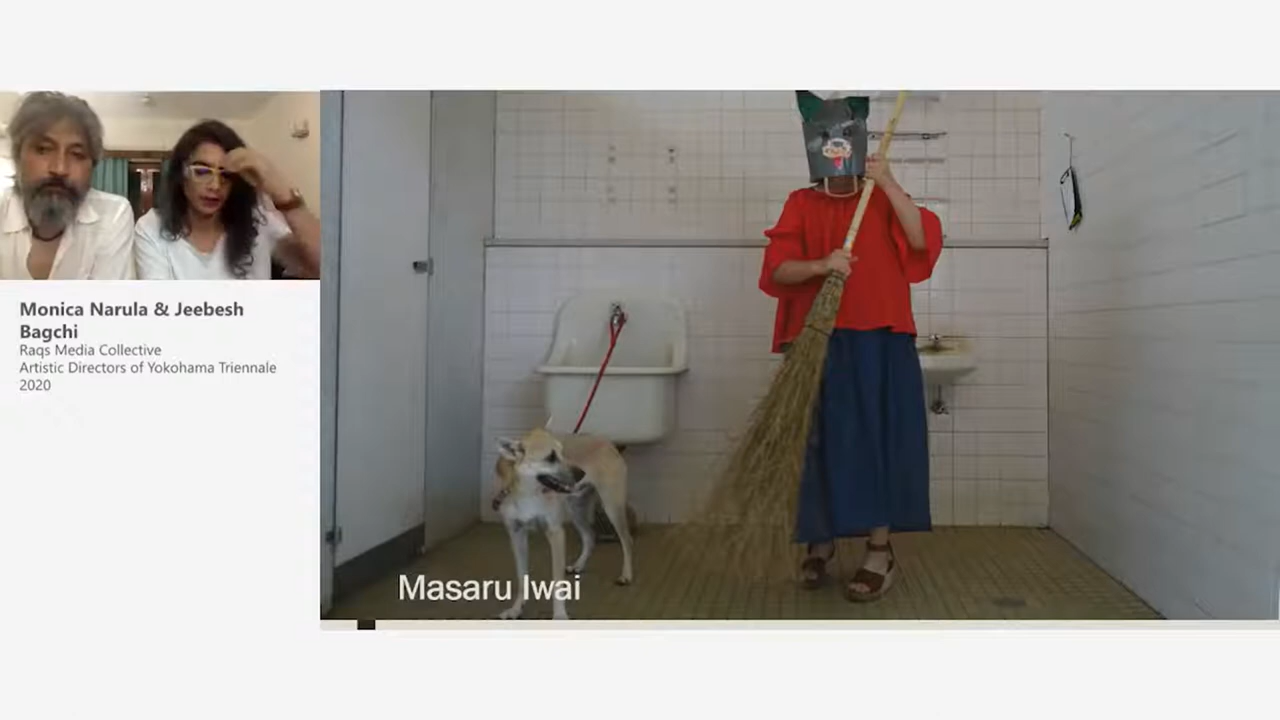 Monica Narula & Jeebesh
Bagchi
Raqs Media Collective
Artistic Directors of Yokohama Triennale
2020
Masaru Iwai